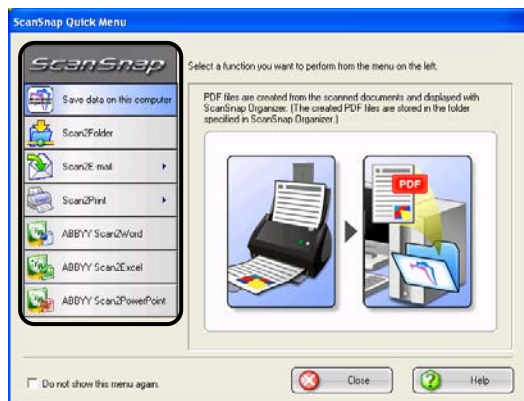 ScanSnap Quick Menu
ScanSnap
Select a function you want to perform from the menu on the left.
Save data on this computer
Scan2Folder
Scan2E-mail
Scan2Print
ABBYY Scan2Word
ABBYY Scan2Excel
ABBYY Scan2PowerPoint
PDF files are created from the scanned documents and displayed with
ScanSnap Organizer. (The created PDF files are stored in the folder
specified in ScanSnap Organizer.)
PDF
Do not show this menu again.
Close
Help